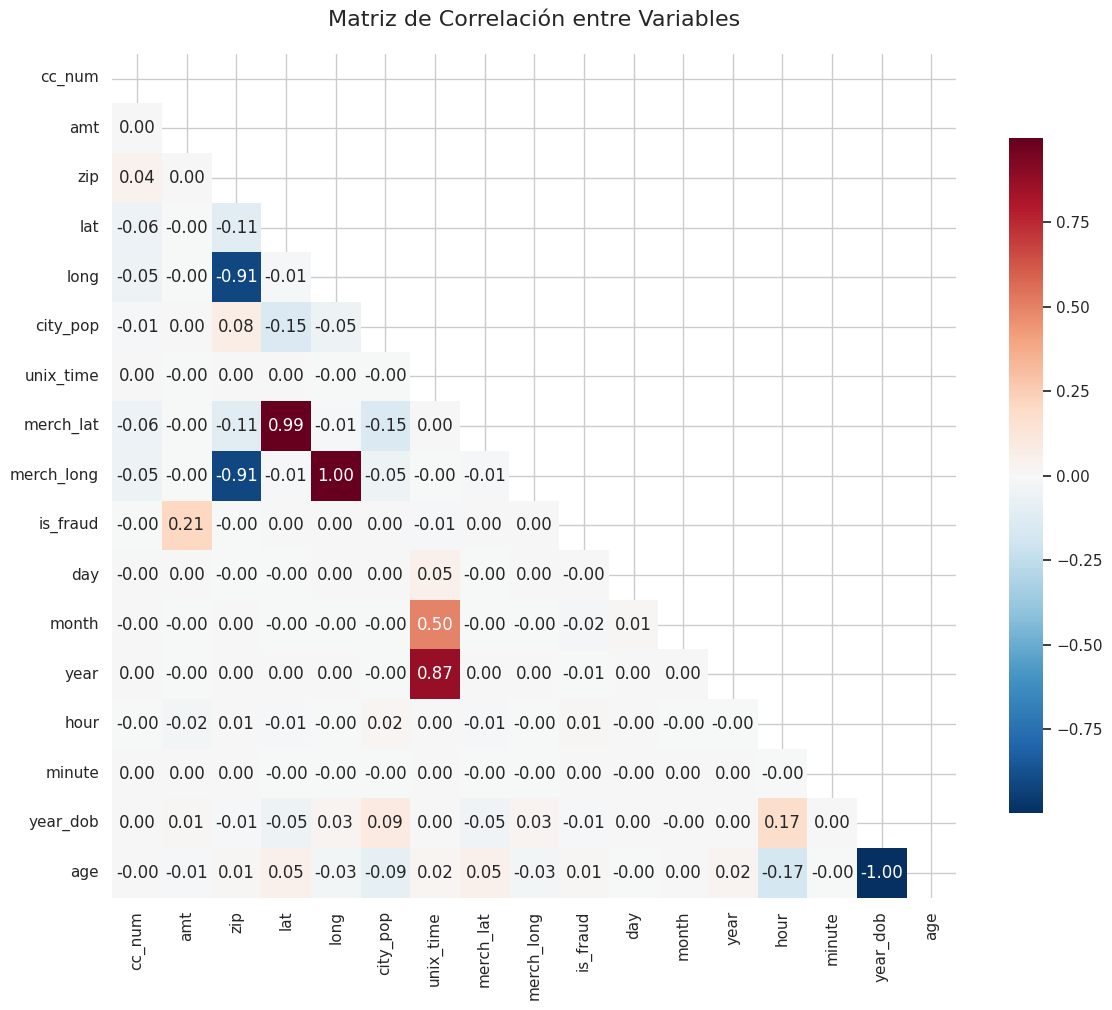 Matriz de Correlación entre Variables
cc_num
amt 0.00
zip 0.04 0.00
lat -0.06 -0.00 -0.11
long -0.05 -0.00 -0.91 -0.01
city_pop -0.01 0.00 0.08 -0.15 -0.05
unix_time 0.00 -0.00 0.00 0.00 -0.00 -0.00
merch_lat -0.06 -0.00 -0.11 0.99 -0.01 -0.15 0.00
merch_long -0.05 -0.00 -0.91 -0.01 1.00 -0.05 -0.00 -0.01
is_fraud -0.00 0.21 -0.00 0.00 0.00 0.00 -0.01 0.00 0.00
day -0.00 0.00 -0.00 -0.00 0.00 0.00 0.05 -0.00 0.00 -0.00
month -0.00 -0.00 0.00 -0.00 -0.00 -0.00 0.50 -0.00 -0.00 -0.02 0.01
year 0.00 -0.00 0.00 0.00 0.00 -0.00 0.87 0.00 0.00 -0.01 0.00 0.00
hour -0.00 -0.02 0.01 -0.01 -0.00 0.02 0.00 -0.01 -0.00 0.01 -0.00 -0.00 -0.00
minute 0.00 0.00 0.00 -0.00 -0.00 -0.00 0.00 -0.00 -0.00 0.00 -0.00 0.00 0.00 -0.00
year_dob 0.00 0.01 -0.01 -0.05 0.03 0.09 0.00 -0.05 0.03 -0.01 0.00 -0.00 0.00 0.17 0.00
age -0.00 -0.01 0.01 0.05 -0.03 -0.09 0.02 0.05 -0.03 0.01 -0.00 0.00 0.02 -0.17 -0.00 -1.00
cc_num amt zip lat long city_pop unix_time merch_lat merch_long is_fraud day month year hour minute year_dob age
0.75
0.50
0.25
0.00
−0.25
−0.50
−0.75